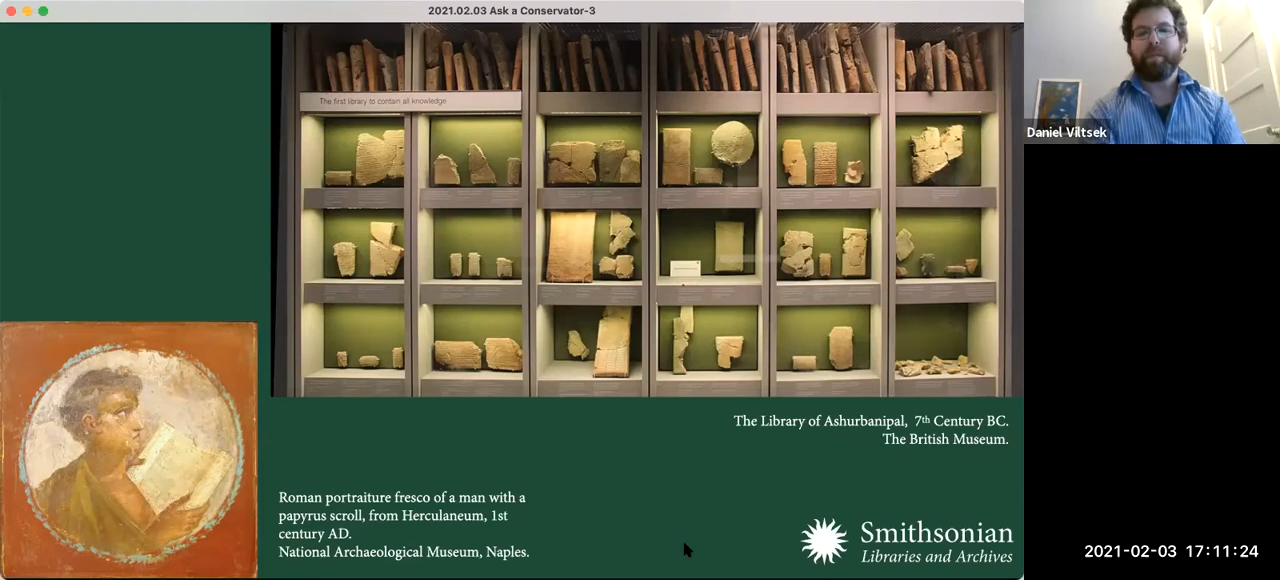 2021.02.03 Ask a Conservator-3
The first library to contain all knowledge
Daniel Viltsek
The Library of Ashurbanipal, 7th Century BC.
The British Museum.
Roman portraiture fresco of a man with a
papyrus scroll, from Herculaneum, 1st
century AD.
National Archaeological Museum, Naples.
Smithsonian
Libraries and Archives
2021-02-03 17:11:24